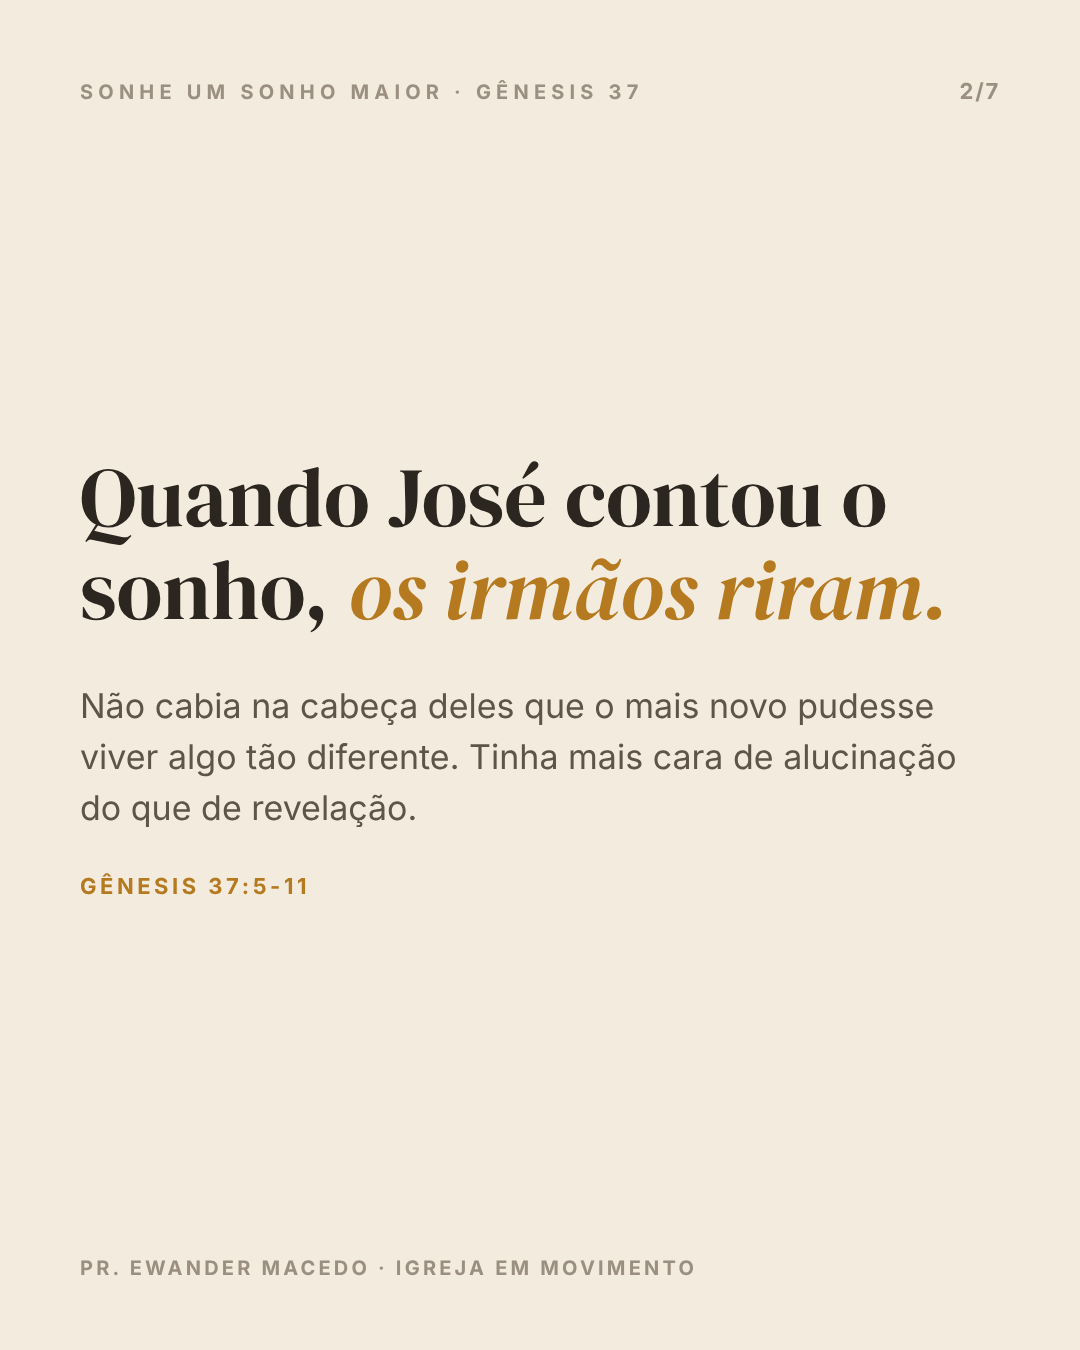 SONHE UM SONHO MAIOR · GÊNESIS 37
2/7
Quando José contou o
sonho, os irmãos riram.
Não cabia na cabeça deles que o mais novo pudesse
viver algo tão diferente. Tinha mais cara de alucinação
do que de revelação.
GÊNESIS 37:5-11
PR. EWANDER MACEDO · IGREJA EM MOVIMENTO